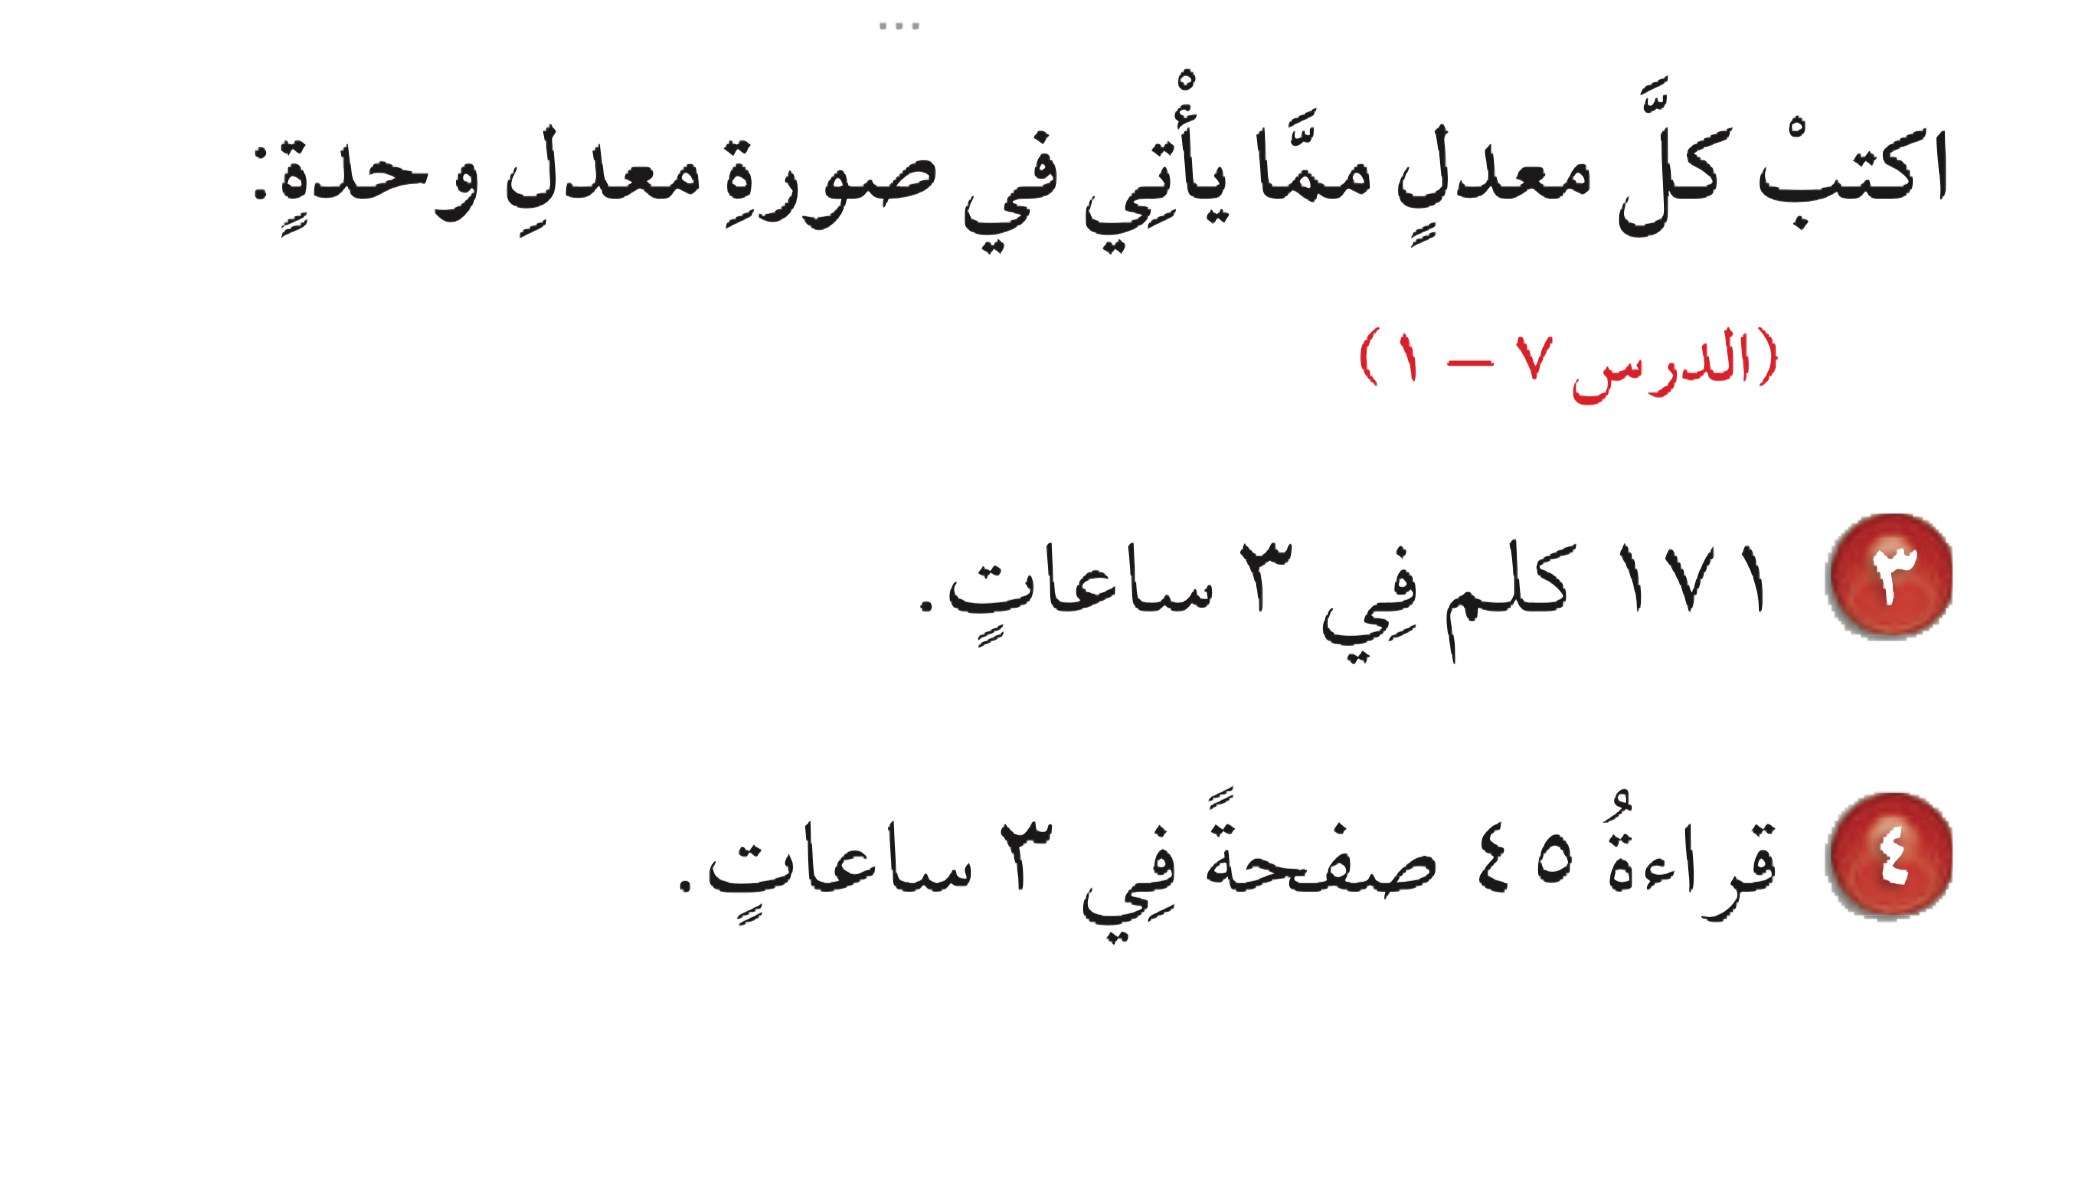 ...
اكتبْ كلَّ معدلٍ ممَّا يأْتِي في صورةِ معدلِ وحدةٍ:
(الدرس ٧ – ١)
٣ ١٧١ كلم فِي ٣ ساعاتٍ.
٤ قراءةُ ٤٥ صفحةً فِي ٣ ساعاتٍ.